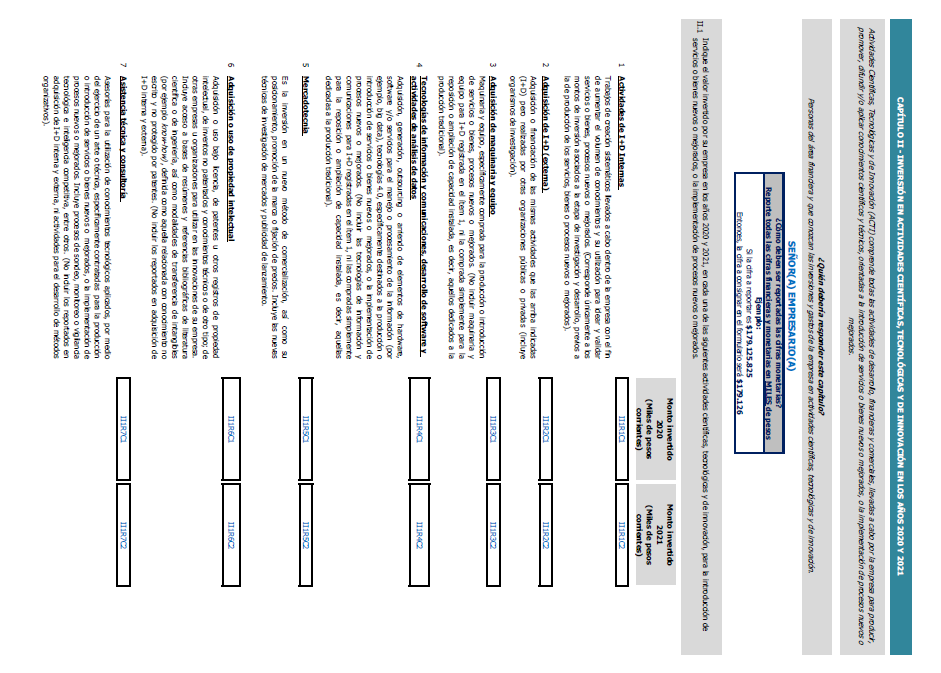 CAPÍTULO II - INVERSIÓN EN ACTIVIDADES CIENTÍFICAS, TECNOLÓGICAS Y DE INNOVACIÓN EN LOS AÑOS 2020 Y 2021
Actividades Científicas, Tecnológicas y de Innovación (ACTI) comprende todas las actividades de desarrollo, financieras y comerciales, llevadas a cabo por la empresa para producir,
promover, difundir y/o aplicar conocimientos científicos y técnicos, orientadas a la introducción de servicios o bienes nuevos o mejorados, o la implementación de procesos nuevos o
mejorados.
¿Quién debería responder este capítulo?
Personas del área financiera y que conozcan las inversiones y gastos de la empresa en actividades científicas, tecnológicas y de innovación.
SEÑOR(A) EMPRESARIO(A)
¿Cómo deben ser reportadas las cifras monetarias?
Reporte todas las cifras financieras y monetarias en MILES de pesos
Ejemplo:
Si la cifra a reportar es $179.125.825
Entonces, la cifra a consignar en el formulario será $179.126
II.1 Indique el valor invertido por su empresa en los años 2020 y 2021, en cada una de las siguientes actividades científicas, tecnológicas y de innovación, para la introducción de
servicios o bienes nuevos o mejorados, o la implementación de procesos nuevos o mejorados.
Monto invertido 2020 (Miles de pesos corrientes)
Monto invertido 2021 (Miles de pesos corrientes)
1 Actividades de I+D Internas
Trabajos de creación sistemáticos llevados a cabo dentro de la empresa con el fin
de aumentar el volumen de conocimientos y su utilización para idear y validar
servicios o bienes, procesos nuevos o mejorados. (Corresponde únicamente a los
montos de inversión asociados a la etapa de investigación y desarrollo, previos a
la de producción de los servicios, bienes o procesos nuevos o mejorados).
II1R1C1
II1R1C2
2 Adquisición de I+D (externa)
Adquisición o financiación de las mismas actividades que las arriba indicadas
(I+D) pero realizadas por otras organizaciones públicas o privadas (incluye
organismos de investigación).
II1R2C1
II1R2C2
3 Adquisición de maquinaria y equipo
Maquinaria y equipo, específicamente comprada para la producción o introducción
de servicios o bienes, procesos nuevos o mejorados. (No incluir maquinaria y
equipo para I+D registrada en el ítem 1, ni la comprada simplemente para la
reposición o ampliación de capacidad instalada, es decir, aquellas dedicadas a la
producción tradicional).
II1R3C1
II1R3C2
4 Tecnologías de información y comunicaciones, desarrollo de software y
actividades de análisis de datos
Adquisición, generación, outsourcing o arriendo de elementos de hardware,
software y/o servicios para el manejo o procesamiento de la información (por
ejemplo, big data), tecnologías 4.0, específicamente destinados a la producción o
introducción de servicios o bienes nuevos o mejorados, o la implementación de
procesos nuevos o mejorados. (No incluir las tecnologías de información y
comunicaciones para I+D registradas en el ítem 1, ni las compradas simplemente
para la reposición o ampliación de capacidad instalada, es decir, aquellas
dedicadas a la producción tradicional).
II1R4C1
II1R4C2
5 Mercadotecnia
Es la inversión en un nuevo método de comercialización, así como su
posicionamiento, promoción de la marca o fijación de precios. Incluye las nuevas
técnicas de investigación de mercados y publicidad de lanzamiento.
II1R5C1
II1R5C2
6 Adquisición o uso de propiedad intelectual
Adquisición o uso bajo licencia, de patentes u otros registros de propiedad
intelectual, de inventos no patentados y conocimientos técnicos o de otro tipo, de
otras empresas u organizaciones para utilizar en las innovaciones de su empresa.
Incluye acceso a bases de resúmenes y referencias bibliográficas de literatura
científica o de ingeniería, así como modalidades de transferencia de intangibles
(por ejemplo know-how), definida como aquella relacionada con conocimiento no
escrito y no protegido por patentes. (No incluir los reportados en adquisición de
I+D interna y externa).
II1R6C1
II1R6C2
7 Asistencia técnica y consultoría
Asesorías para la utilización de conocimientos tecnológicos aplicados, por medio
del ejercicio de un arte o técnica, específicamente contratadas para la producción
o introducción de servicios o bienes nuevos o mejorados, o la implementación de
procesos nuevos o mejorados. Incluye procesos de sondeo, monitoreo o vigilancia
tecnológica e inteligencia competitiva, entre otros. (No incluir los reportados en
adquisición de I+D interna y externa, ni actividades para el desarrollo de métodos
organizativos).
II1R7C1
II1R7C2